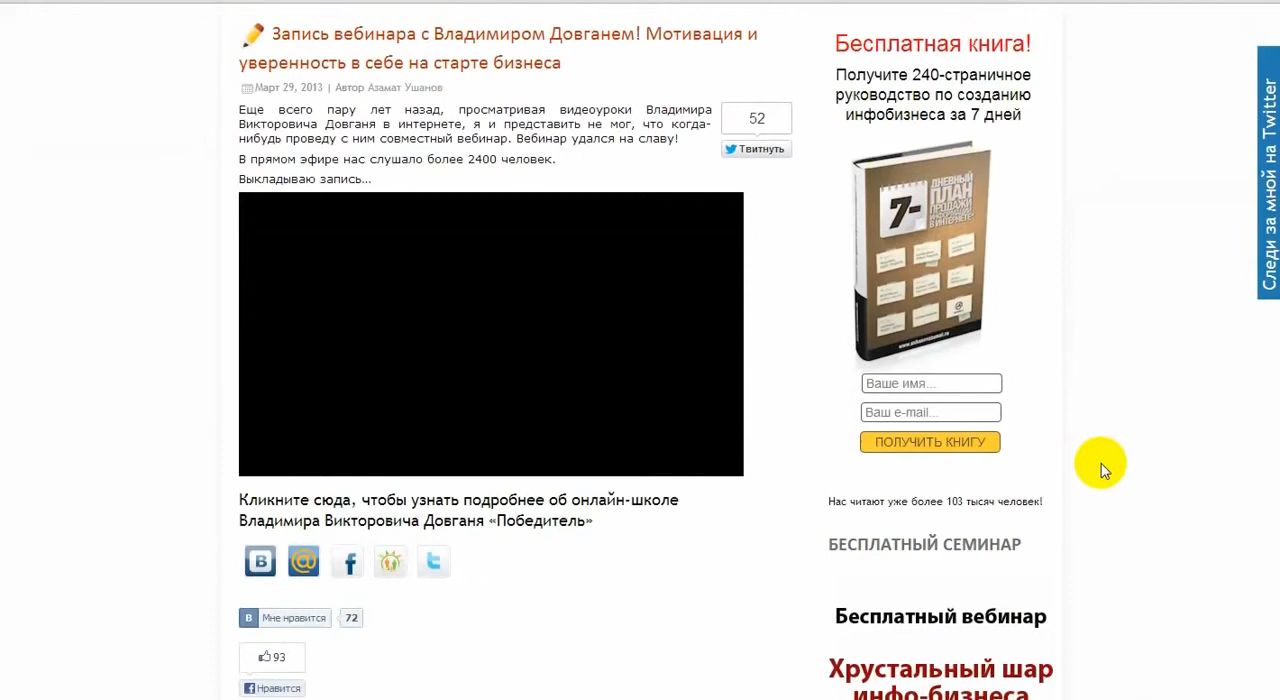 Запись вебинара с Владимиром Довганем! Мотивация и
уверенность в себе на старте бизнеса
Март 29, 2013 | Автор Азамат Ушанов
Еще всего пару лет назад, просматривая видеоуроки Владимира
Викторовича Довганя в интернете, я и представить не мог, что когда-
нибудь проведу с ним совместный вебинар. Вебинар удался на славу!
В прямом эфире нас слушало более 2400 человек.
Выкладываю запись...
52
Твитнуть
Кликните сюда, чтобы узнать подробнее об онлайн-школе
Владимира Викторовича Довганя «Победитель»
В Мне нравится 72
93
Нравится
Бесплатная книга!
Получите 240-страничное
руководство по созданию
инфобизнеса за 7 дней
7-
ДНЕВНЫЙ
ПЛАН
ПРОДАЖИ
ИНФОРМАЦИИ
В ИНТЕРНЕТЕ
Ваше имя...
Ваш e-mail...
ПОЛУЧИТЬ КНИГУ
Нас читают уже более 103 тысяч человек!
БЕСПЛАТНЫЙ СЕМИНАР
Бесплатный вебинар
Хрустальный шар
инфо-бизнеса
Следи за мной на Twitter